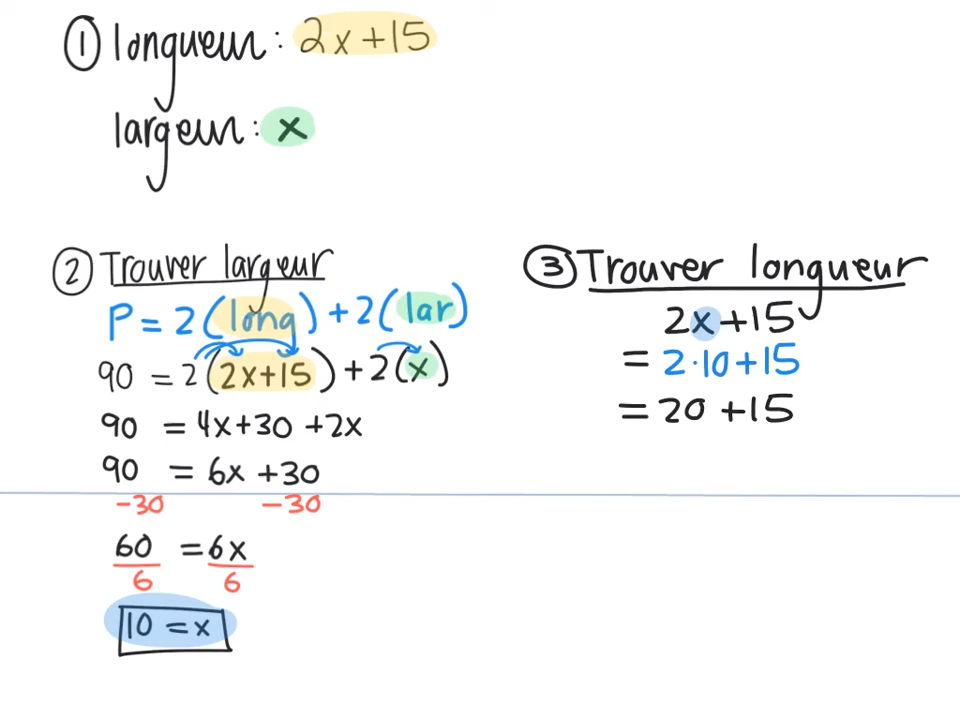 ① longueur : 2x+15
largeur : x
② Trouver largeur
P = 2(long) + 2(lar)
90 = 2(2x+15) + 2(x)
90 = 4x+30 +2x
90 = 6x +30
-30 -30
60 = 6x
6 6
10 = x
③ Trouver longueur
2x+15
= 2·10+15
= 20 +15